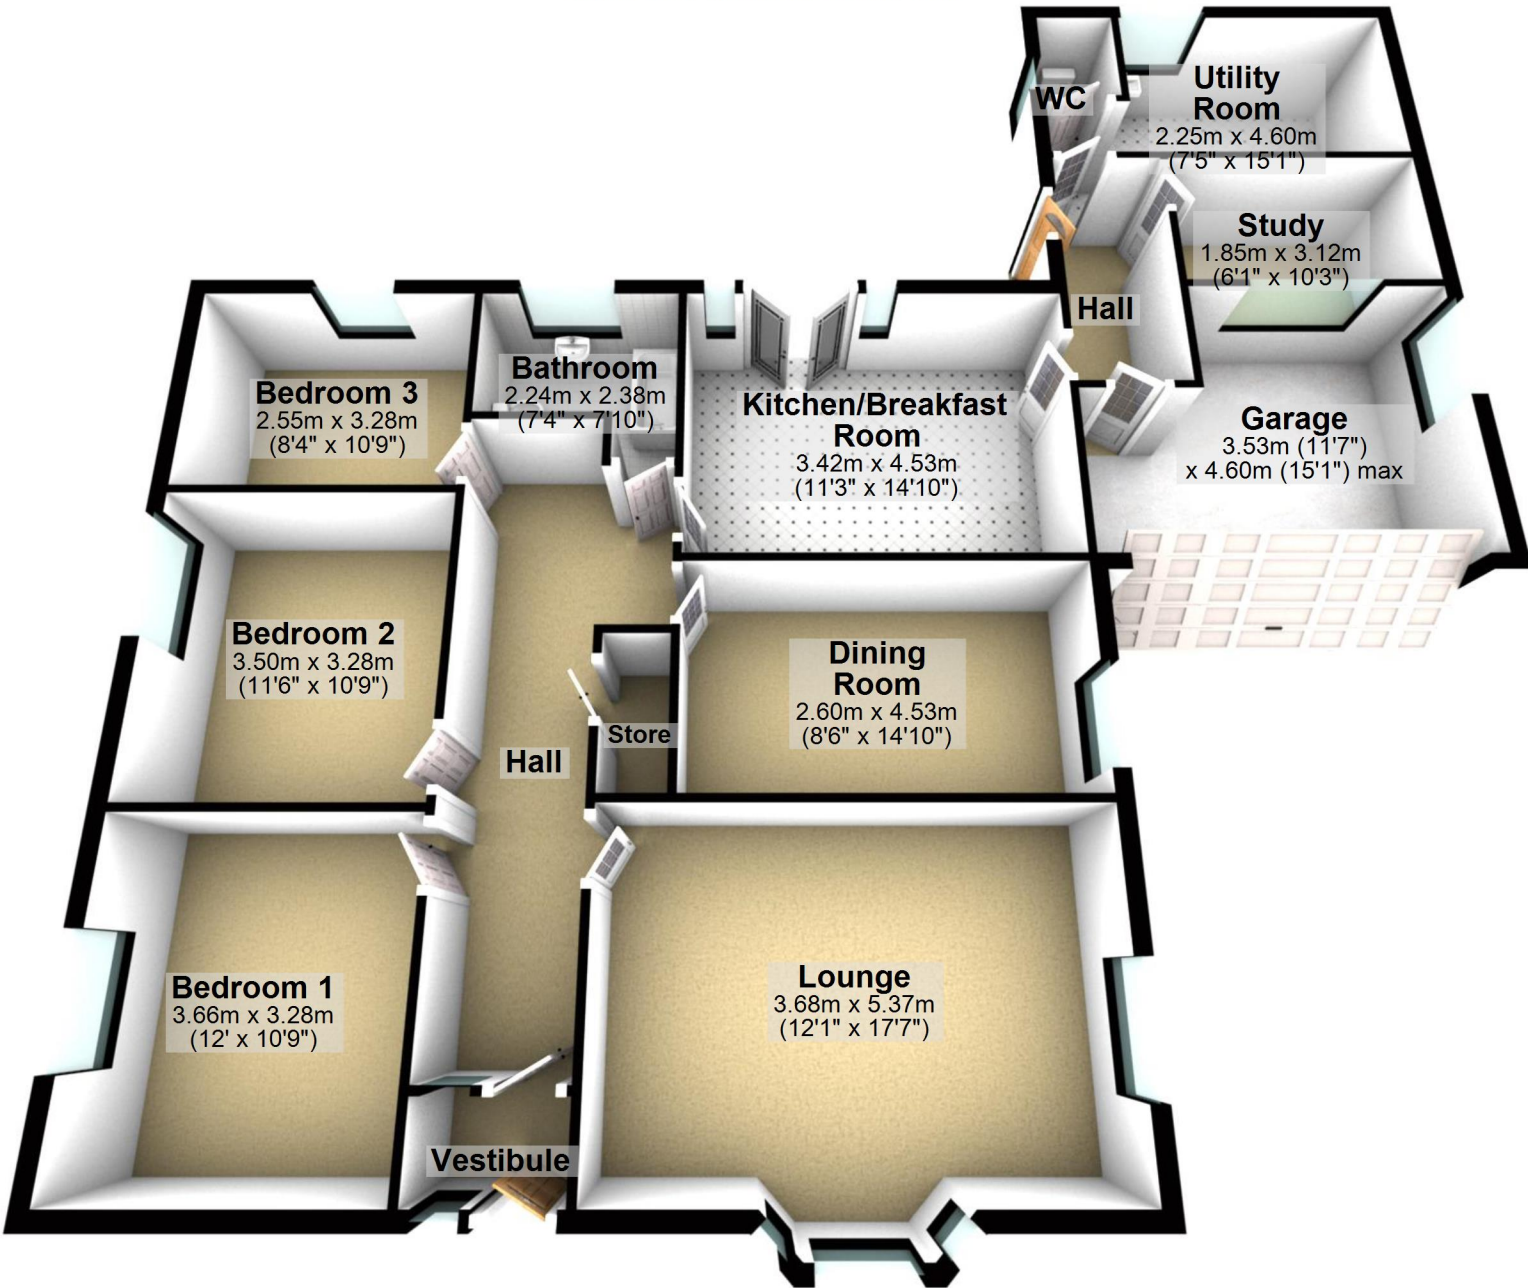 WC
Utility
Room
2.25m x 4.60m
(7'5" x 15'1")
Study
1.85m x 3.12m
(6'1" x 10'3")
Hall
Bedroom 3
2.55m x 3.28m
(8'4" x 10'9")
Bathroom
2.24m x 2.38m
(7'4" x 7'10")
Kitchen/Breakfast
Room
3.42m x 4.53m
(11'3" x 14'10")
Garage
3.53m (11'7")
x 4.60m (15'1") max
Bedroom 2
3.50m x 3.28m
(11'6" x 10'9")
Dining
Room
2.60m x 4.53m
(8'6" x 14'10")
Store
Hall
Bedroom 1
3.66m x 3.28m
(12' x 10'9")
Lounge
3.68m x 5.37m
(12'1" x 17'7")
Vestibule